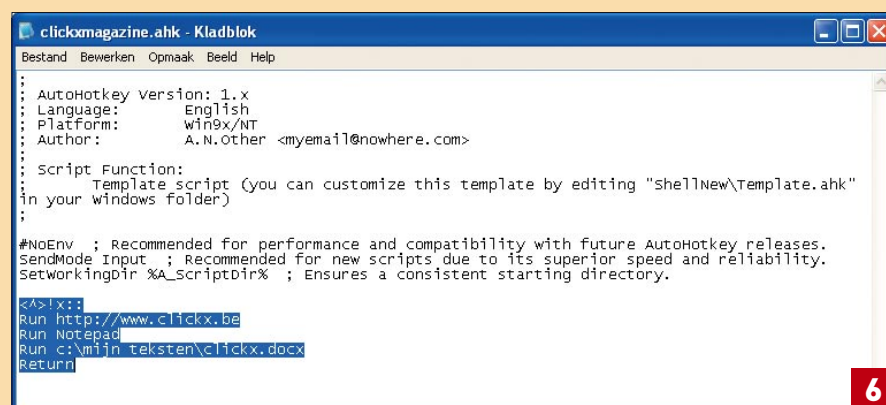 clickxmagazine.ahk - Kladblok
Bestand Bewerken Opmaak Beeld Help
;
; AutoHotkey Version: 1.x
; Language: English
; Platform: Win9x/NT
; Author: A.N.Other <myemail@nowhere.com>
;
; Script Function:
; Template script (you can customize this template by editing "ShellNew\Template.ahk"
in your Windows folder)
;
#NoEnv ; Recommended for performance and compatibility with future AutoHotkey releases.
SendMode Input ; Recommended for new scripts due to its superior speed and reliability.
SetWorkingDir %A_ScriptDir% ; Ensures a consistent starting directory.
<^>!x::
Run http://www.clickx.be
Run Notepad
Run c:\mijn teksten\clickx.docx
Return
6